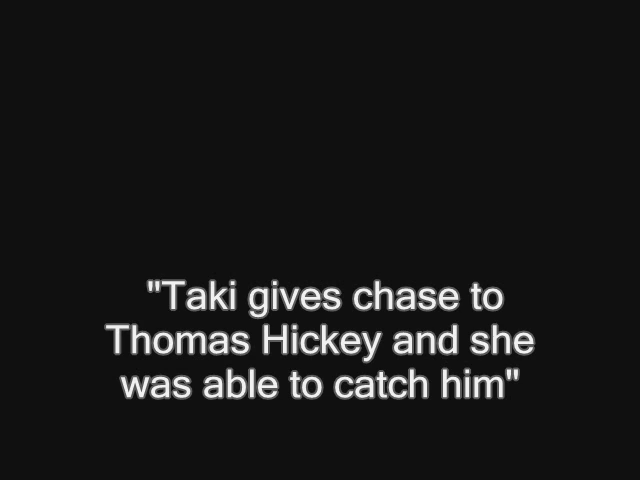 "Taki gives chase to
Thomas Hickey and she
was able to catch him"